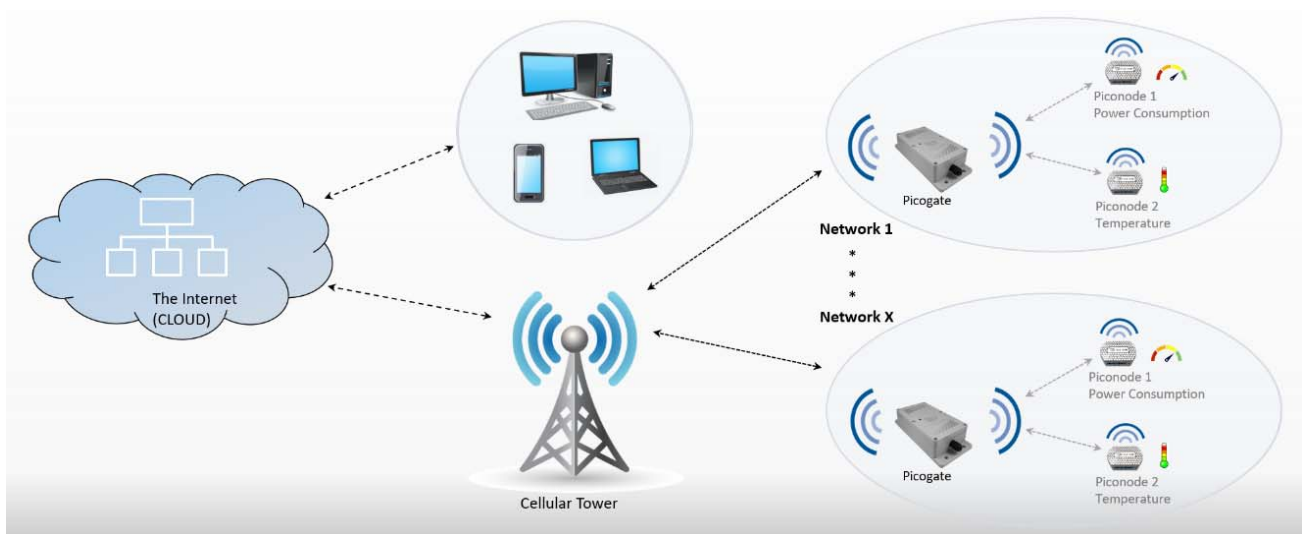 The Internet
(CLOUD)
Cellular Tower
Picogate
Piconode 1
Power Consumption
Piconode 2
Temperature
Network 1
*
*
*
Network X
Picogate
Piconode 1
Power Consumption
Piconode 2
Temperature